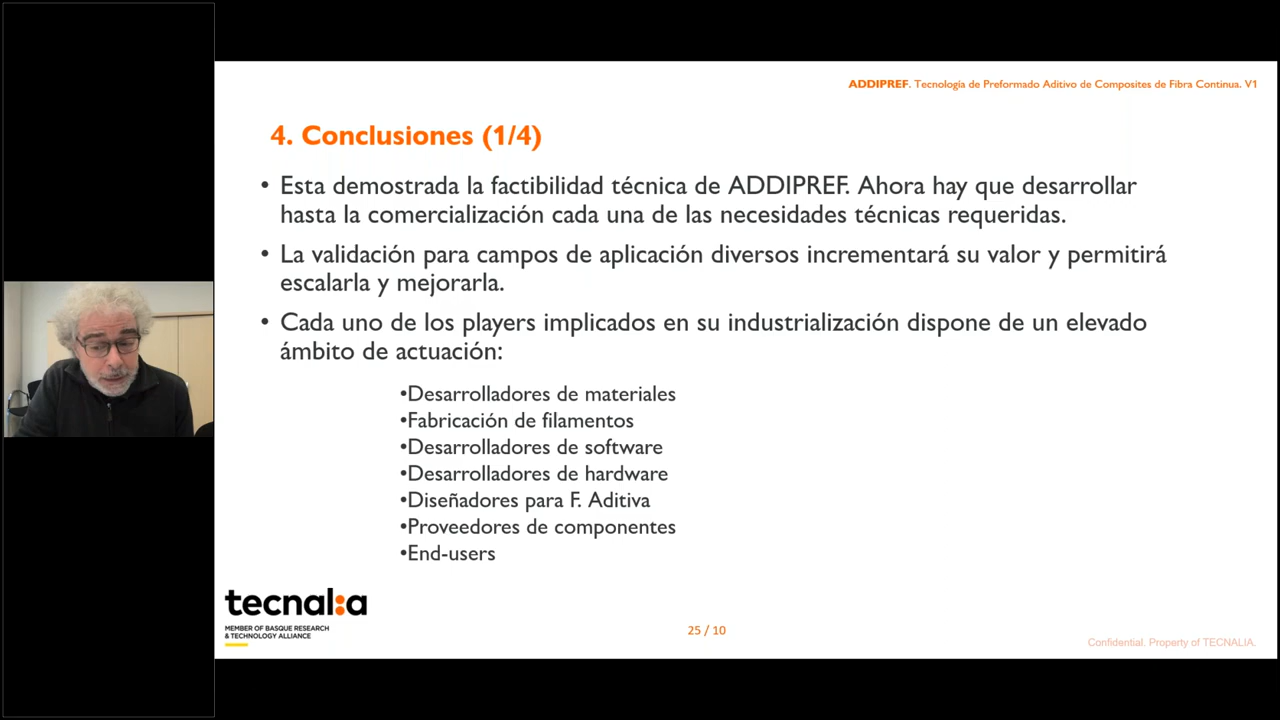 ADDIPREF. Tecnología de Preformado Aditivo de Composites de Fibra Continua. V1
4. Conclusiones (1/4)
• Esta demostrada la factibilidad técnica de ADDIPREF. Ahora hay que desarrollar
hasta la comercialización cada una de las necesidades técnicas requeridas.
• La validación para campos de aplicación diversos incrementará su valor y permitirá
escalarla y mejorarla.
• Cada uno de los players implicados en su industrialización dispone de un elevado
ámbito de actuación:
•Desarrolladores de materiales
•Fabricación de filamentos
•Desarrolladores de software
•Desarrolladores de hardware
•Diseñadores para F. Aditiva
•Proveedores de componentes
•End-users
tecnal:a
MEMBER OF BASQUE RESEARCH
& TECHNOLOGY ALLIANCE
25 / 10
Confidential. Property of TECNALIA.